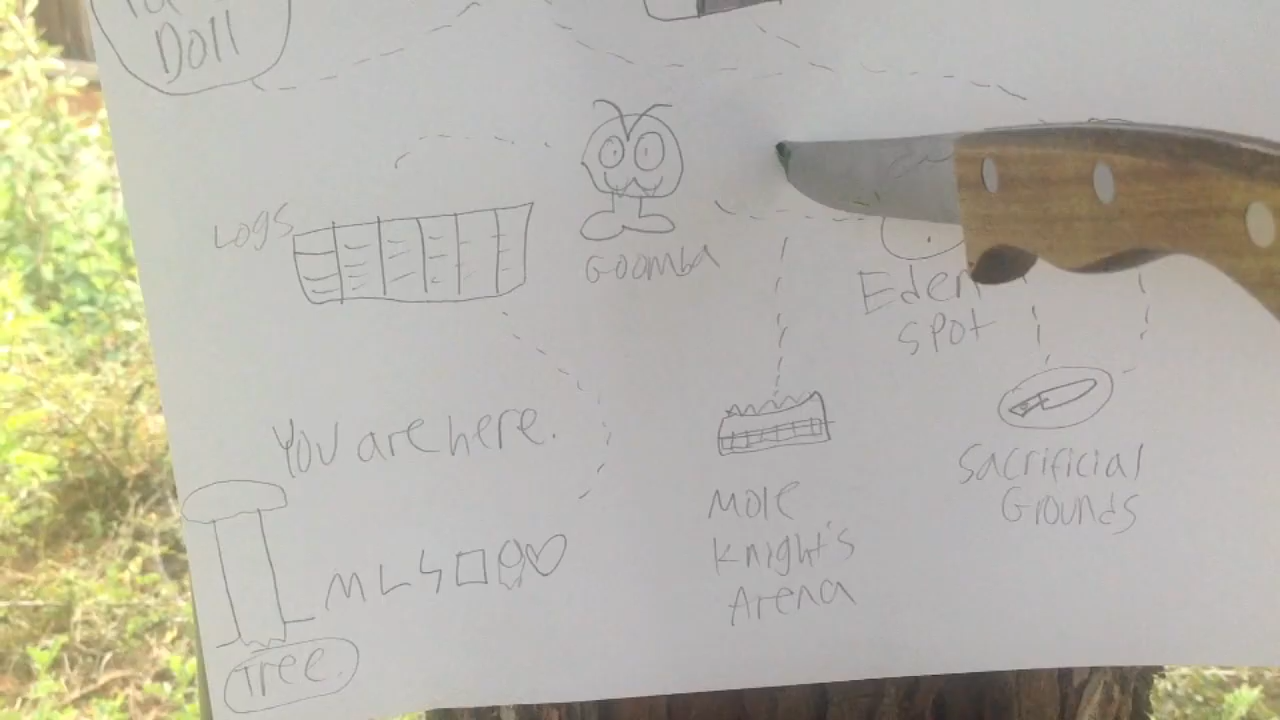 Doll
Logs
Goomba
Eden
spot
You are here.
Sacrificial
Grounds
Mole
Knight's
Arena
Tree.